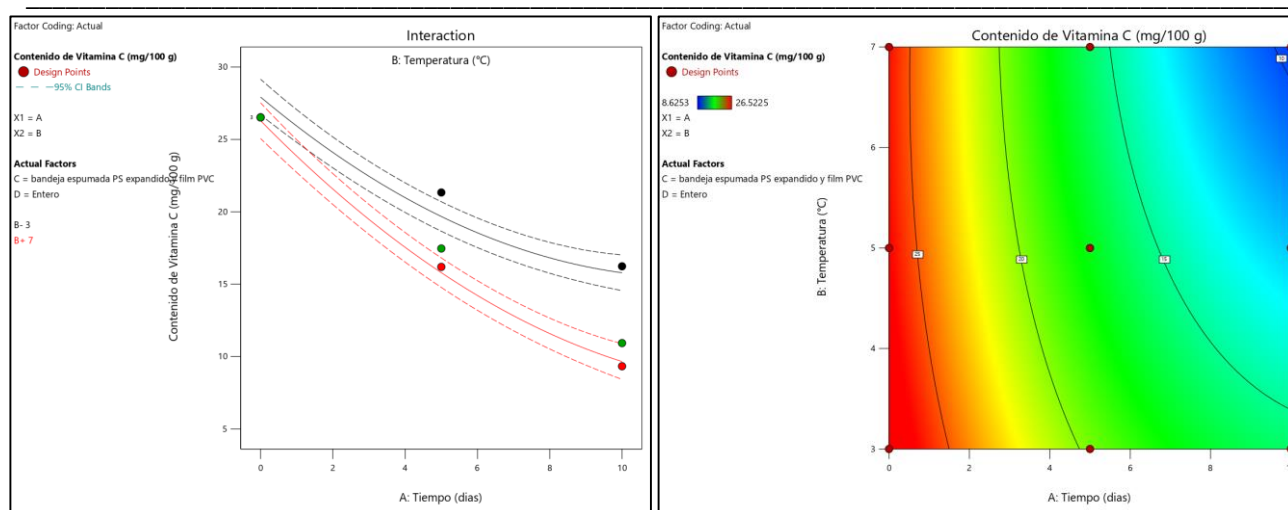 Factor Coding: Actual
Contenido de Vitamina C (mg/100 g)
Design Points
95% CI Bands
X1 = A
X2 = B
Actual Factors
C = bandeja espumada PS expandido y film PVC
D = Entero
B- 3
B+ 7
Interaction
B: Temperatura (°C)
Contenido de Vitamina C (mg/100 g)
30
25
20
15
10
5
3
0
2
4
6
8
10
A: Tiempo (dias)
Factor Coding: Actual
Contenido de Vitamina C (mg/100 g)
Design Points
8.6253
26.5225
X1 = A
X2 = B
Actual Factors
C = bandeja espumada PS expandido y film PVC
D = Entero
Contenido de Vitamina C (mg/100 g)
B: Temperatura (°C)
7
6
5
4
3
25
20
15
10
0
2
4
6
8
A: Tiempo (dias)